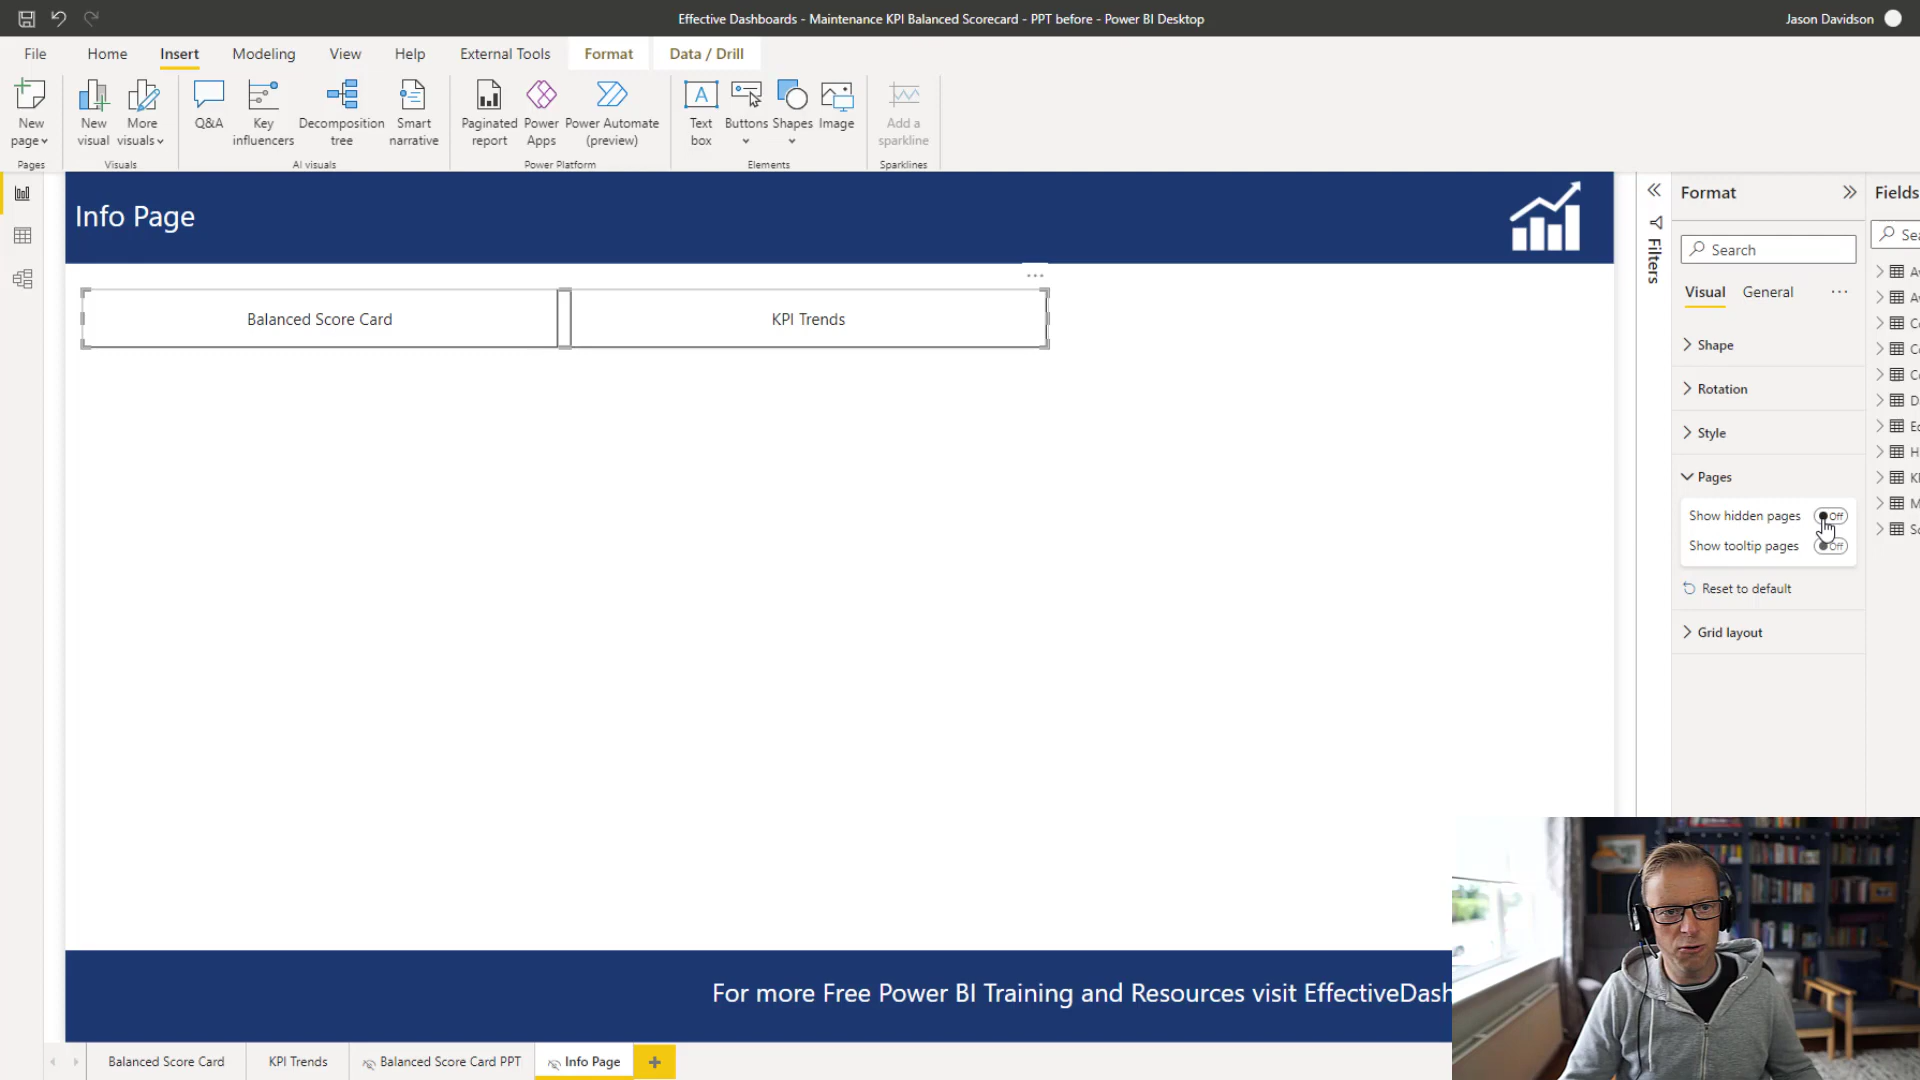 Effective Dashboards - Maintenance KPI Balanced Scorecard - PPT before - Power BI Desktop
Jason Davidson
File Home Insert Modeling View Help External Tools Format Data / Drill
New page
New visual
More visuals
Q&A
Key influencers
Decomposition tree
Smart narrative
Paginated report
Power Apps
Power Automate (preview)
Text box
Buttons
Shapes
Image
Add a sparkline
Pages Visuals AI visuals Power Platform Elements Sparklines
Info Page
Balanced Score Card KPI Trends
For more Free Power BI Training and Resources visit EffectiveDash
Filters
Format
Search
Visual General
Shape
Rotation
Style
Pages
Show hidden pages Off
Show tooltip pages Off
Reset to default
Grid layout
Fields
Balanced Score Card KPI Trends Balanced Score Card PPT Info Page